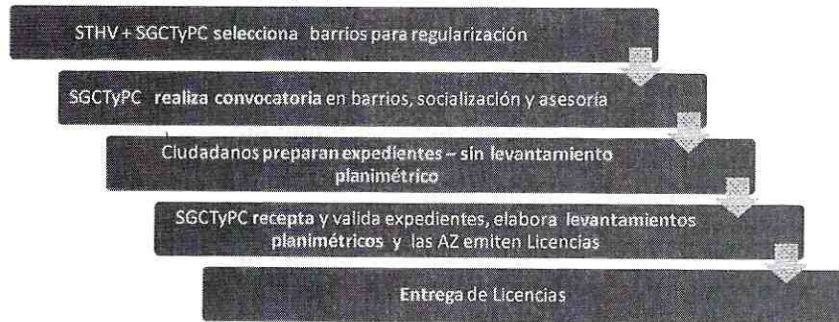 STHV + SGCTyPC selecciona barrios para regularización
SGCTyPC realiza convocatoria en barrios, socialización y asesoría
Ciudadanos preparan expedientes – sin levantamiento
planimétrico
SGCTyPC recepta y valida expedientes, elabora levantamientos
planimétricos y las AZ emiten Licencias
Entrega de Licencias